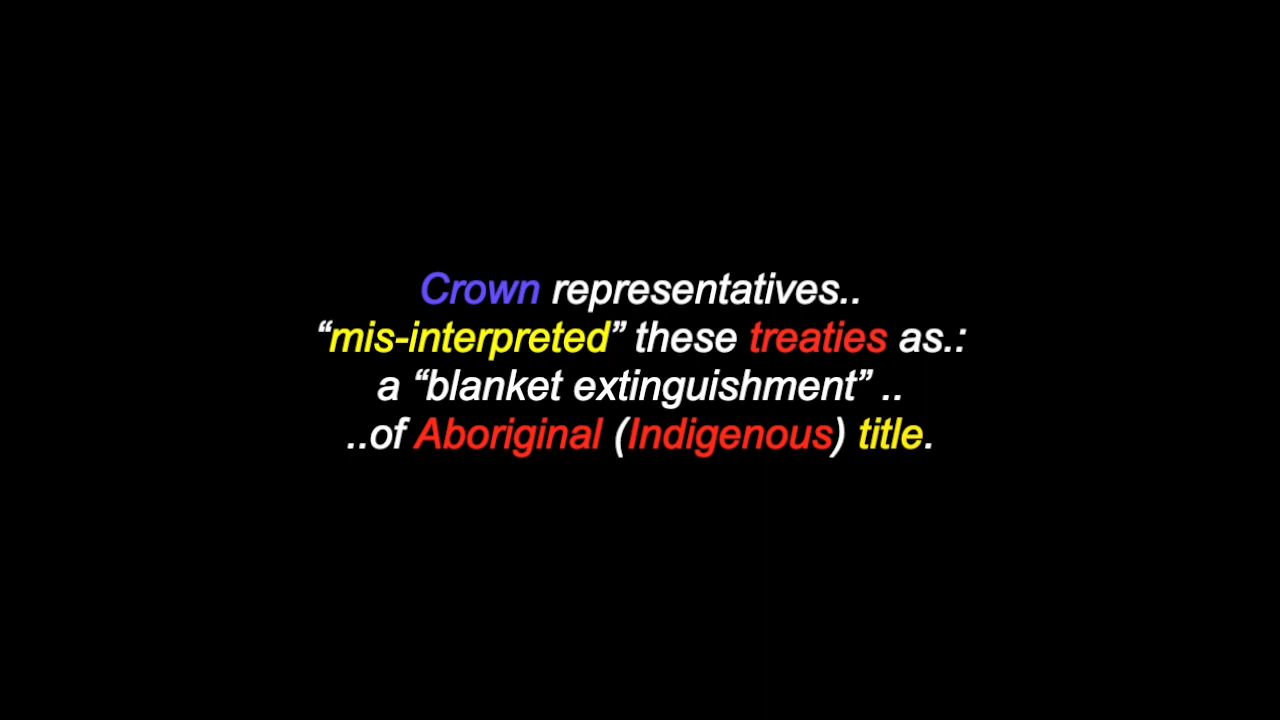 Crown representatives..
“mis-interpreted” these treaties as.:
a “blanket extinguishment” ..
..of Aboriginal (Indigenous) title.